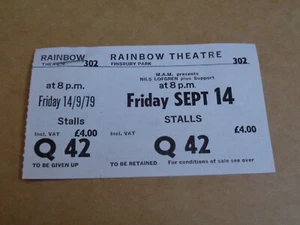 RAINBOW
302
at 8 p.m.
Friday 14/9/79
Stalls
incl. VAT
£4.00
Q 42
TO BE GIVEN UP
RAINBOW THEATRE
FINSBURY PARK
302
M.A.M. presents
NILS LOFGREN plus Support
at 8 p.m.
Friday SEPT 14
STALLS
incl. VAT
£4.00
Q 42
TO BE RETAINED
For conditions of sale see over